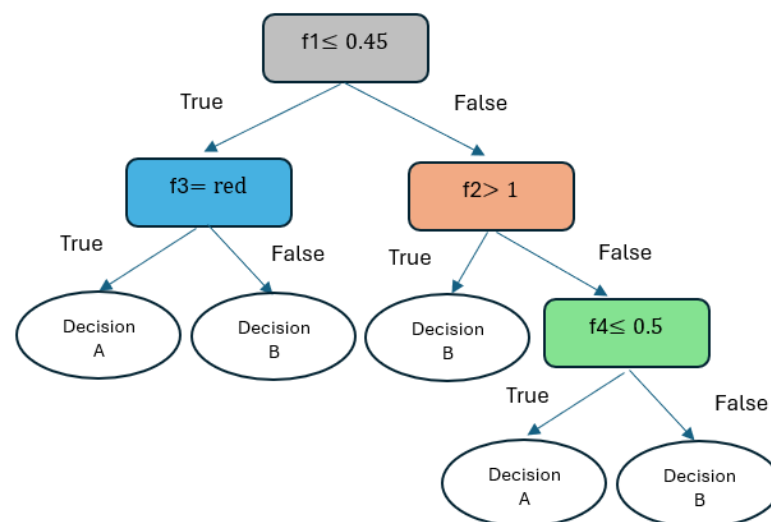 f1≤ 0.45
True
False
f3= red
f2> 1
True
False
True
False
Decision
A
Decision
B
Decision
B
f4≤ 0.5
True
False
Decision
A
Decision
B